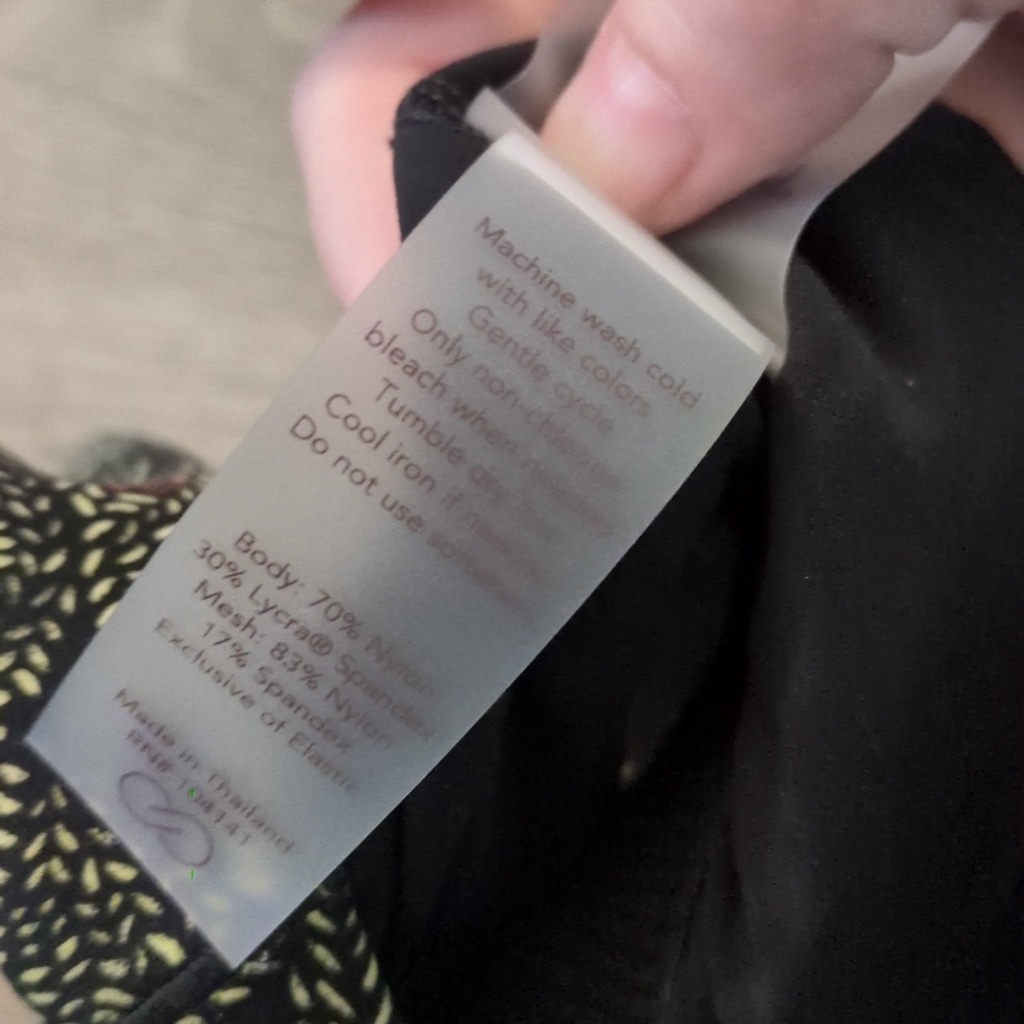 Machine wash cold
with like colors
Gentle cycle
Only non-chlorine
bleach when needed
Tumble dry low
Cool iron if needed
Do not use softener
Body: 70% Nylon
30% Lycra® Spandex
Mesh: 83% Nylon
17% Spandex
Exclusive of Elastic
Made in Thailand
RN# 104141